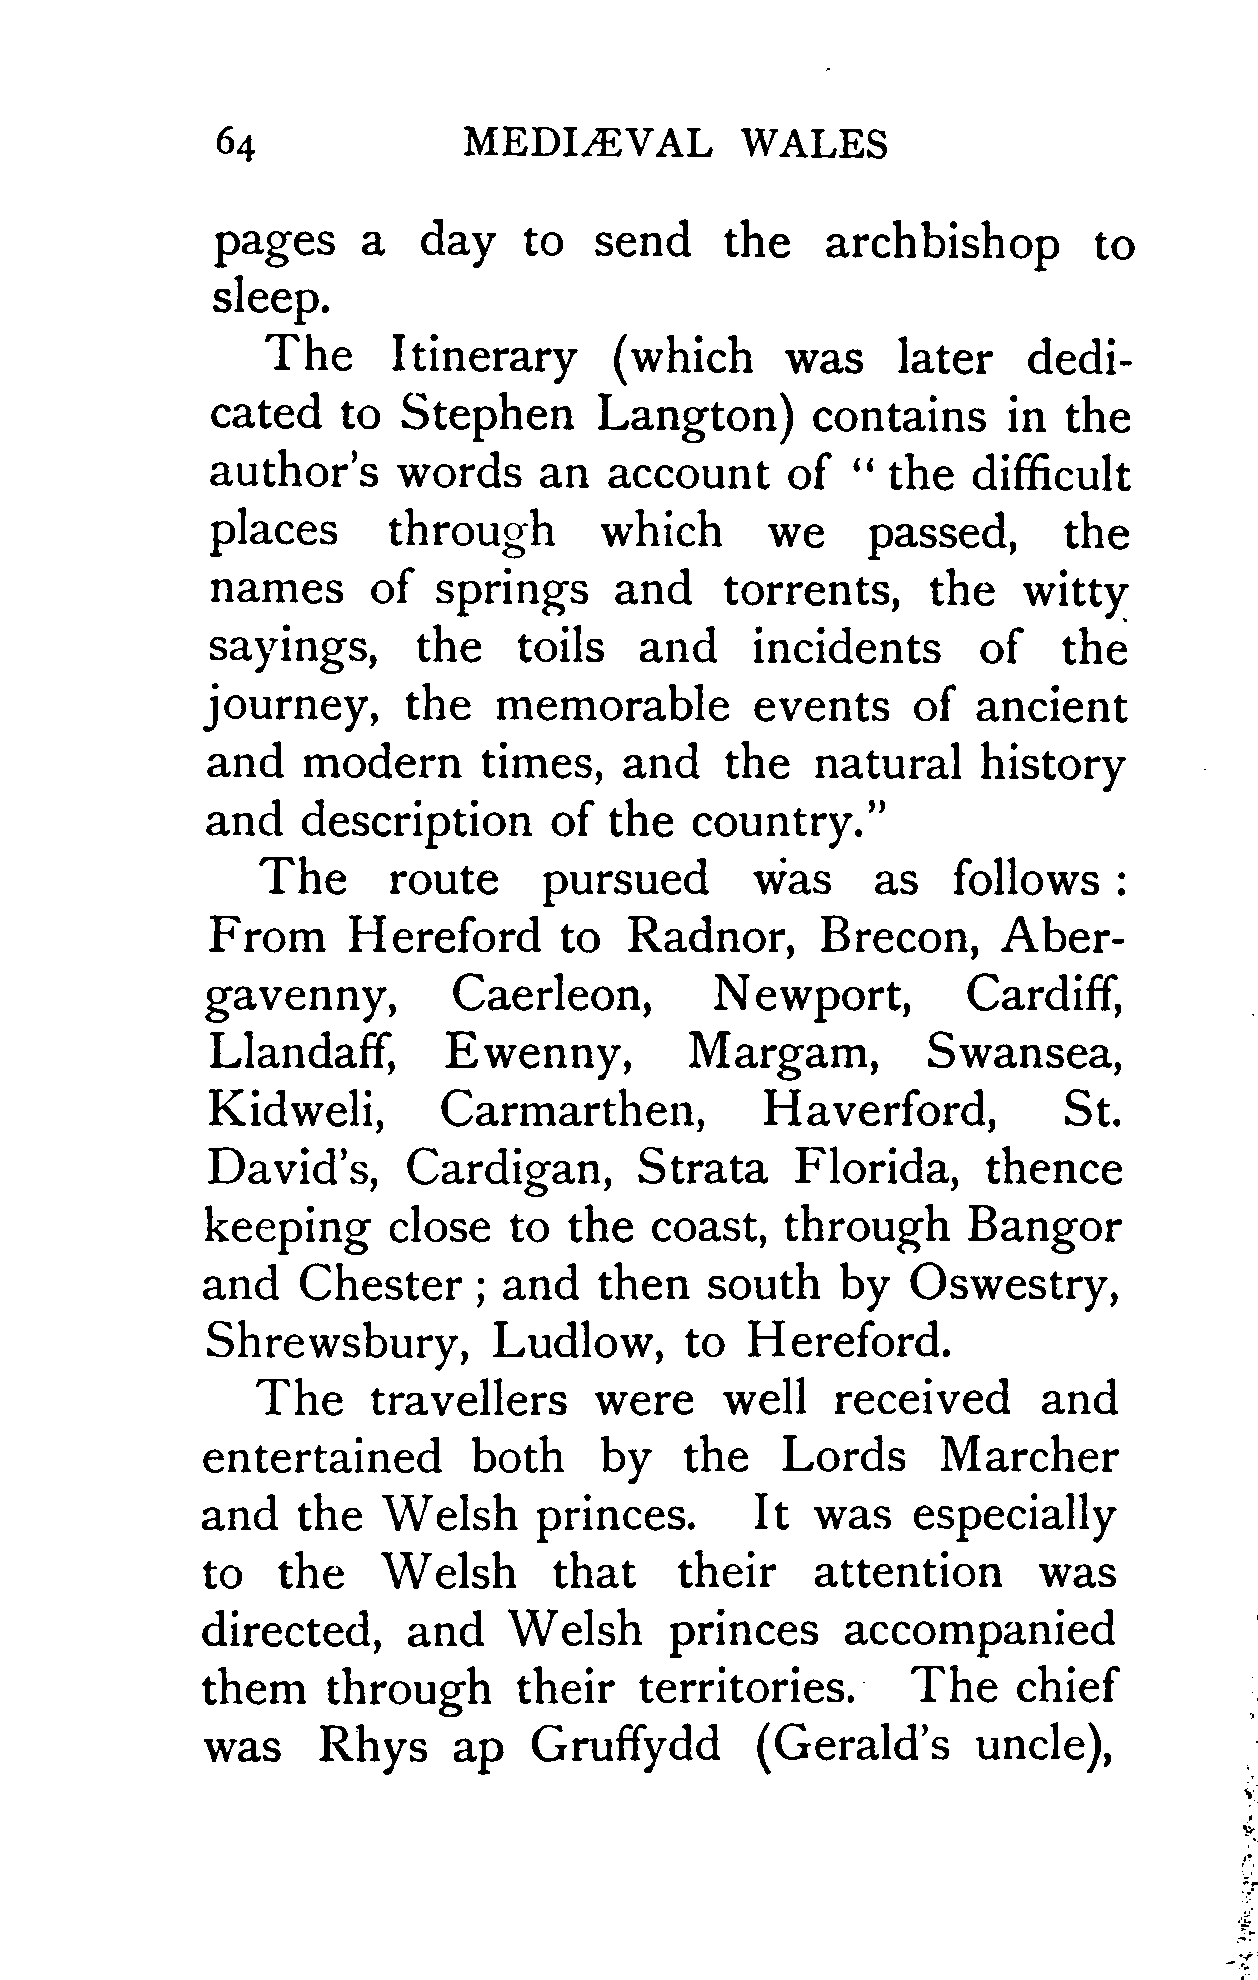 64 MEDIÆVAL WALES
pages a day to send the archbishop to
sleep.
The Itinerary (which was later dedi-
cated to Stephen Langton) contains in the
author's words an account of " the difficult
places through which we passed, the
names of springs and torrents, the witty
sayings, the toils and incidents of the
journey, the memorable events of ancient
and modern times, and the natural history
and description of the country."
The route pursued was as follows :
From Hereford to Radnor, Brecon, Aber-
gavenny, Caerleon, Newport, Cardiff,
Llandaff, Ewenny, Margam, Swansea,
Kidweli, Carmarthen, Haverford, St.
David's, Cardigan, Strata Florida, thence
keeping close to the coast, through Bangor
and Chester ; and then south by Oswestry,
Shrewsbury, Ludlow, to Hereford.
The travellers were well received and
entertained both by the Lords Marcher
and the Welsh princes. It was especially
to the Welsh that their attention was
directed, and Welsh princes accompanied
them through their territories. The chief
was Rhys ap Gruffydd (Gerald's uncle),